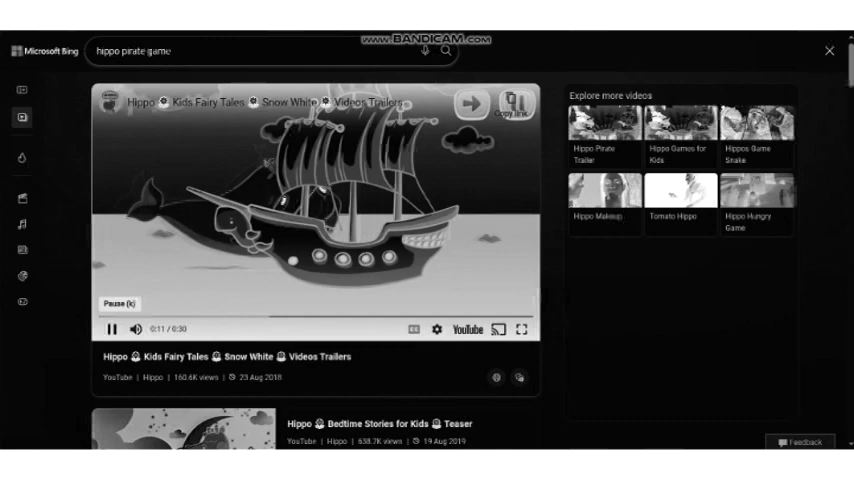 www.BANDICAM.com
Microsoft Bing
hippo pirate game
Hippo Kids Fairy Tales Snow White Videos Trailers
Copy link
Pause (k)
0:11 / 0:30
CC
YouTube
Hippo Kids Fairy Tales Snow White Videos Trailers
YouTube | Hippo | 160.6K views | 23 Aug 2018
Hippo Bedtime Stories for Kids Teaser
YouTube | Hippo | 638.7K views | 19 Aug 2019
Explore more videos
Hippo Pirate
Trailer
Hippo Games for
Kids
Hippos Game
Snake
Hippo Makeup
Tomato Hippo
Hippo Hungry
Game
Feedback